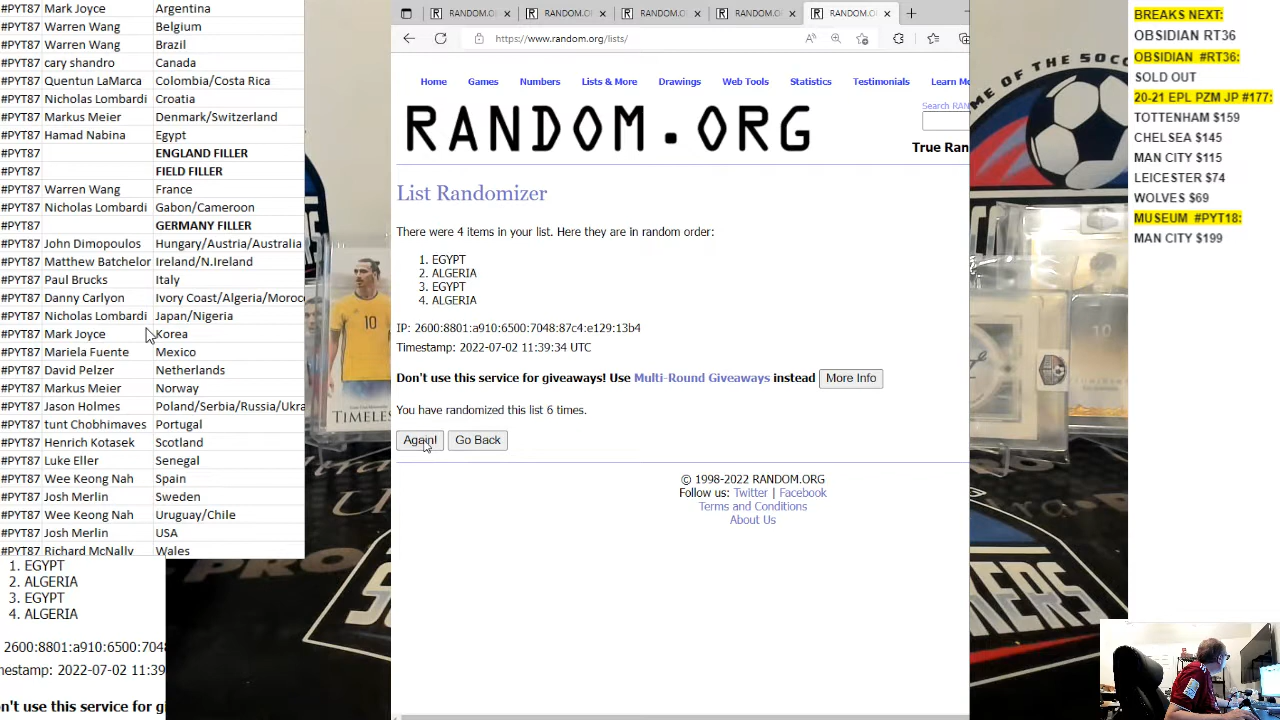 #PYT87 Mark Joyce Argentina
#PYT87 Warren Wang Belgium
#PYT87 Warren Wang Brazil
#PYT87 cary shandro Canada
#PYT87 Quentun LaMarca Colombia/Costa Rica
#PYT87 Nicholas Lombardi Croatia
#PYT87 Markus Meier Denmark/Switzerland
#PYT87 Hamad Nabina Egypt
#PYT87 ENGLAND FILLER
#PYT87 FIELD FILLER
#PYT87 Warren Wang France
#PYT87 Nicholas Lombardi Gabon/Cameroon
#PYT87 GERMANY FILLER
#PYT87 John Dimopoulos Hungary/Austria/Australia
#PYT87 Matthew Batchelor Ireland/N.Ireland
#PYT87 Paul Brucks Italy
#PYT87 Danny Carlyon Ivory Coast/Algeria/Moroc
#PYT87 Nicholas Lombardi Japan/Nigeria
#PYT87 Mark Joyce Korea
#PYT87 Mariela Fuente Mexico
#PYT87 David Pelzer Netherlands
#PYT87 Markus Meier Norway
#PYT87 Jason Holmes Poland/Serbia/Russia/Ukra
#PYT87 tunt Chobhimaves Portugal
#PYT87 Henrich Kotasek Scotland
#PYT87 Luke Eller Senegal
#PYT87 Wee Keong Nah Spain
#PYT87 Josh Merlin Sweden
#PYT87 Wee Keong Nah Uruguay/Chile
#PYT87 Josh Merlin USA
#PYT87 Richard McNally Wales
1. EGYPT
2. ALGERIA
3. EGYPT
4. ALGERIA
2600:8801:a910:6500:7048
mestamp: 2022-07-02 11:39
n't use this service for gi
10
TIMELES
RANDOM.OR
RANDOM.OR
RANDOM.OR
RANDOM.OR
RANDOM.OR
https://www.random.org/lists/
Home Games Numbers Lists & More Drawings Web Tools Statistics Testimonials Learn Mo
Search RAN
RANDOM.ORG
True Ran
List Randomizer
There were 4 items in your list. Here they are in random order:
1. EGYPT
2. ALGERIA
3. EGYPT
4. ALGERIA
IP: 2600:8801:a910:6500:7048:87c4:e129:13b4
Timestamp: 2022-07-02 11:39:34 UTC
Don't use this service for giveaways! Use Multi-Round Giveaways instead More Info
You have randomized this list 6 times.
Again! Go Back
© 1998-2022 RANDOM.ORG
Follow us: Twitter | Facebook
Terms and Conditions
About Us
OME OF THE SOCC
10
KERS
BREAKS NEXT:
OBSIDIAN RT36
OBSIDIAN #RT36:
SOLD OUT
20-21 EPL PZM JP #177:
TOTTENHAM $159
CHELSEA $145
MAN CITY $115
LEICESTER $74
WOLVES $69
MUSEUM #PYT18:
MAN CITY $199